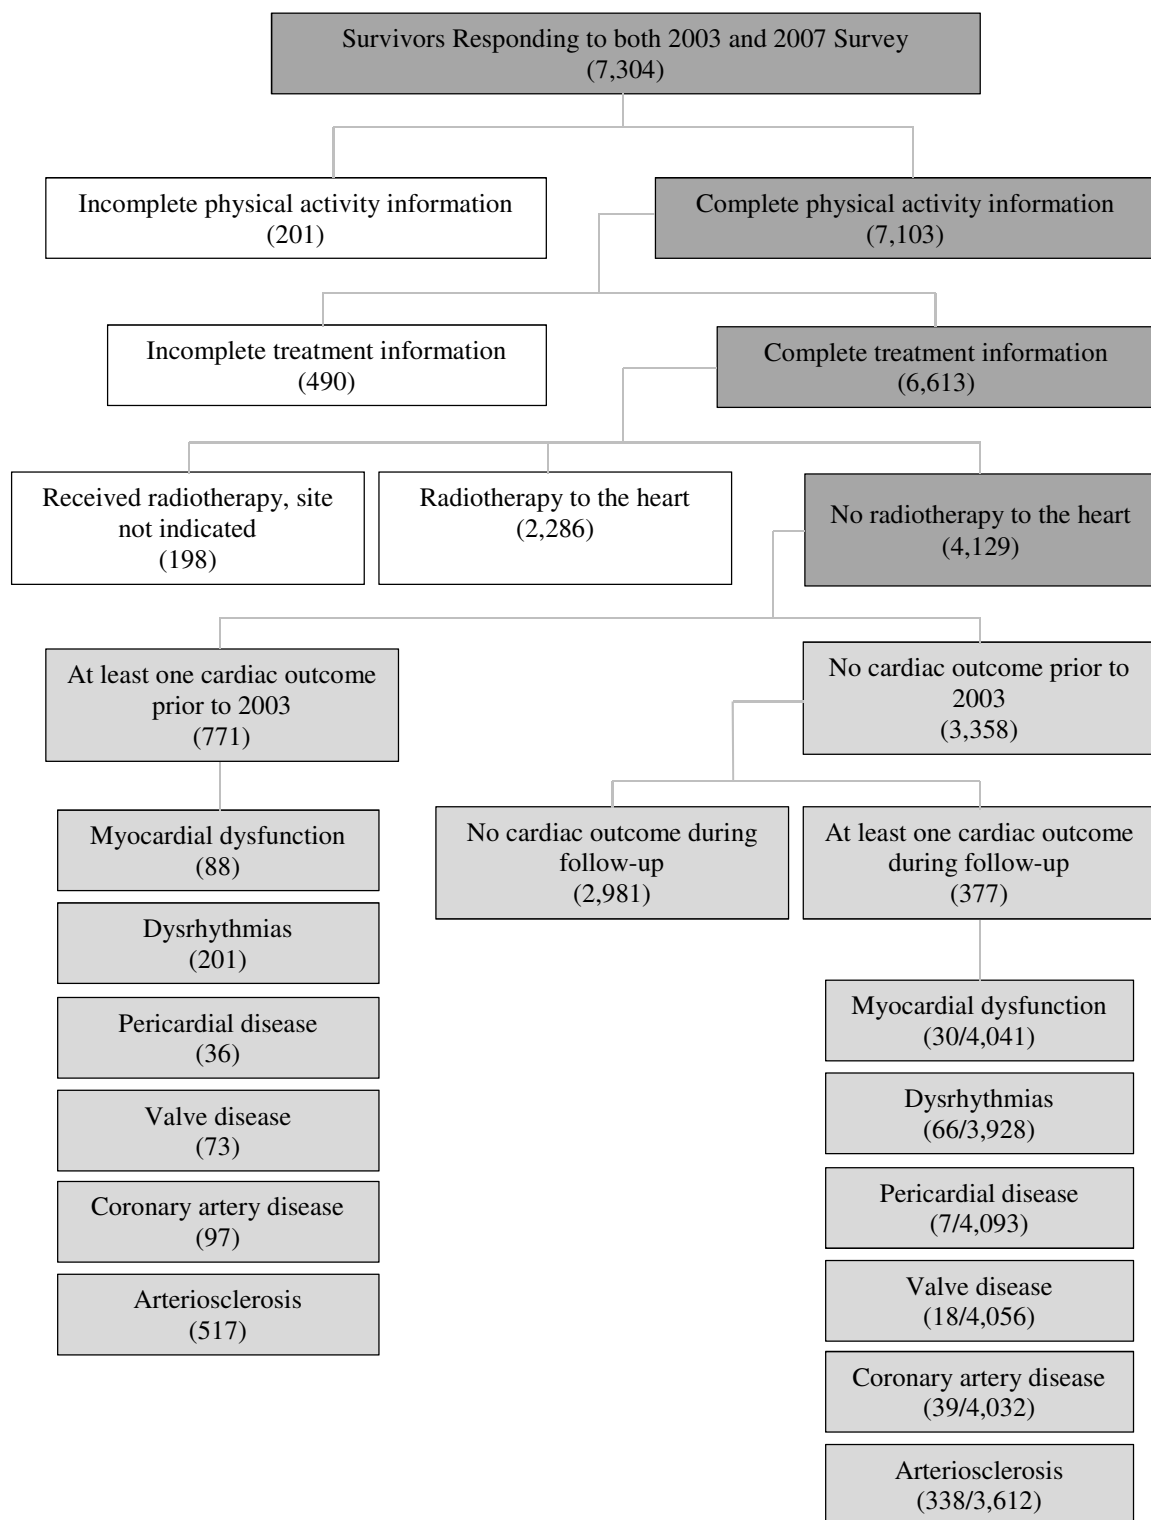 Survivors Responding to both 2003 and 2007 Survey
(7,304)
Incomplete physical activity information
(201)
Complete physical activity information
(7,103)
Incomplete treatment information
(490)
Complete treatment information
(6,613)
Received radiotherapy, site
not indicated
(198)
Radiotherapy to the heart
(2,286)
No radiotherapy to the heart
(4,129)
At least one cardiac outcome
prior to 2003
(771)
No cardiac outcome prior to
2003
(3,358)
Myocardial dysfunction
(88)
Dysrhythmias
(201)
Pericardial disease
(36)
Valve disease
(73)
Coronary artery disease
(97)
Arteriosclerosis
(517)
No cardiac outcome during
follow-up
(2,981)
At least one cardiac outcome
during follow-up
(377)
Myocardial dysfunction
(30/4,041)
Dysrhythmias
(66/3,928)
Pericardial disease
(7/4,093)
Valve disease
(18/4,056)
Coronary artery disease
(39/4,032)
Arteriosclerosis
(338/3,612)